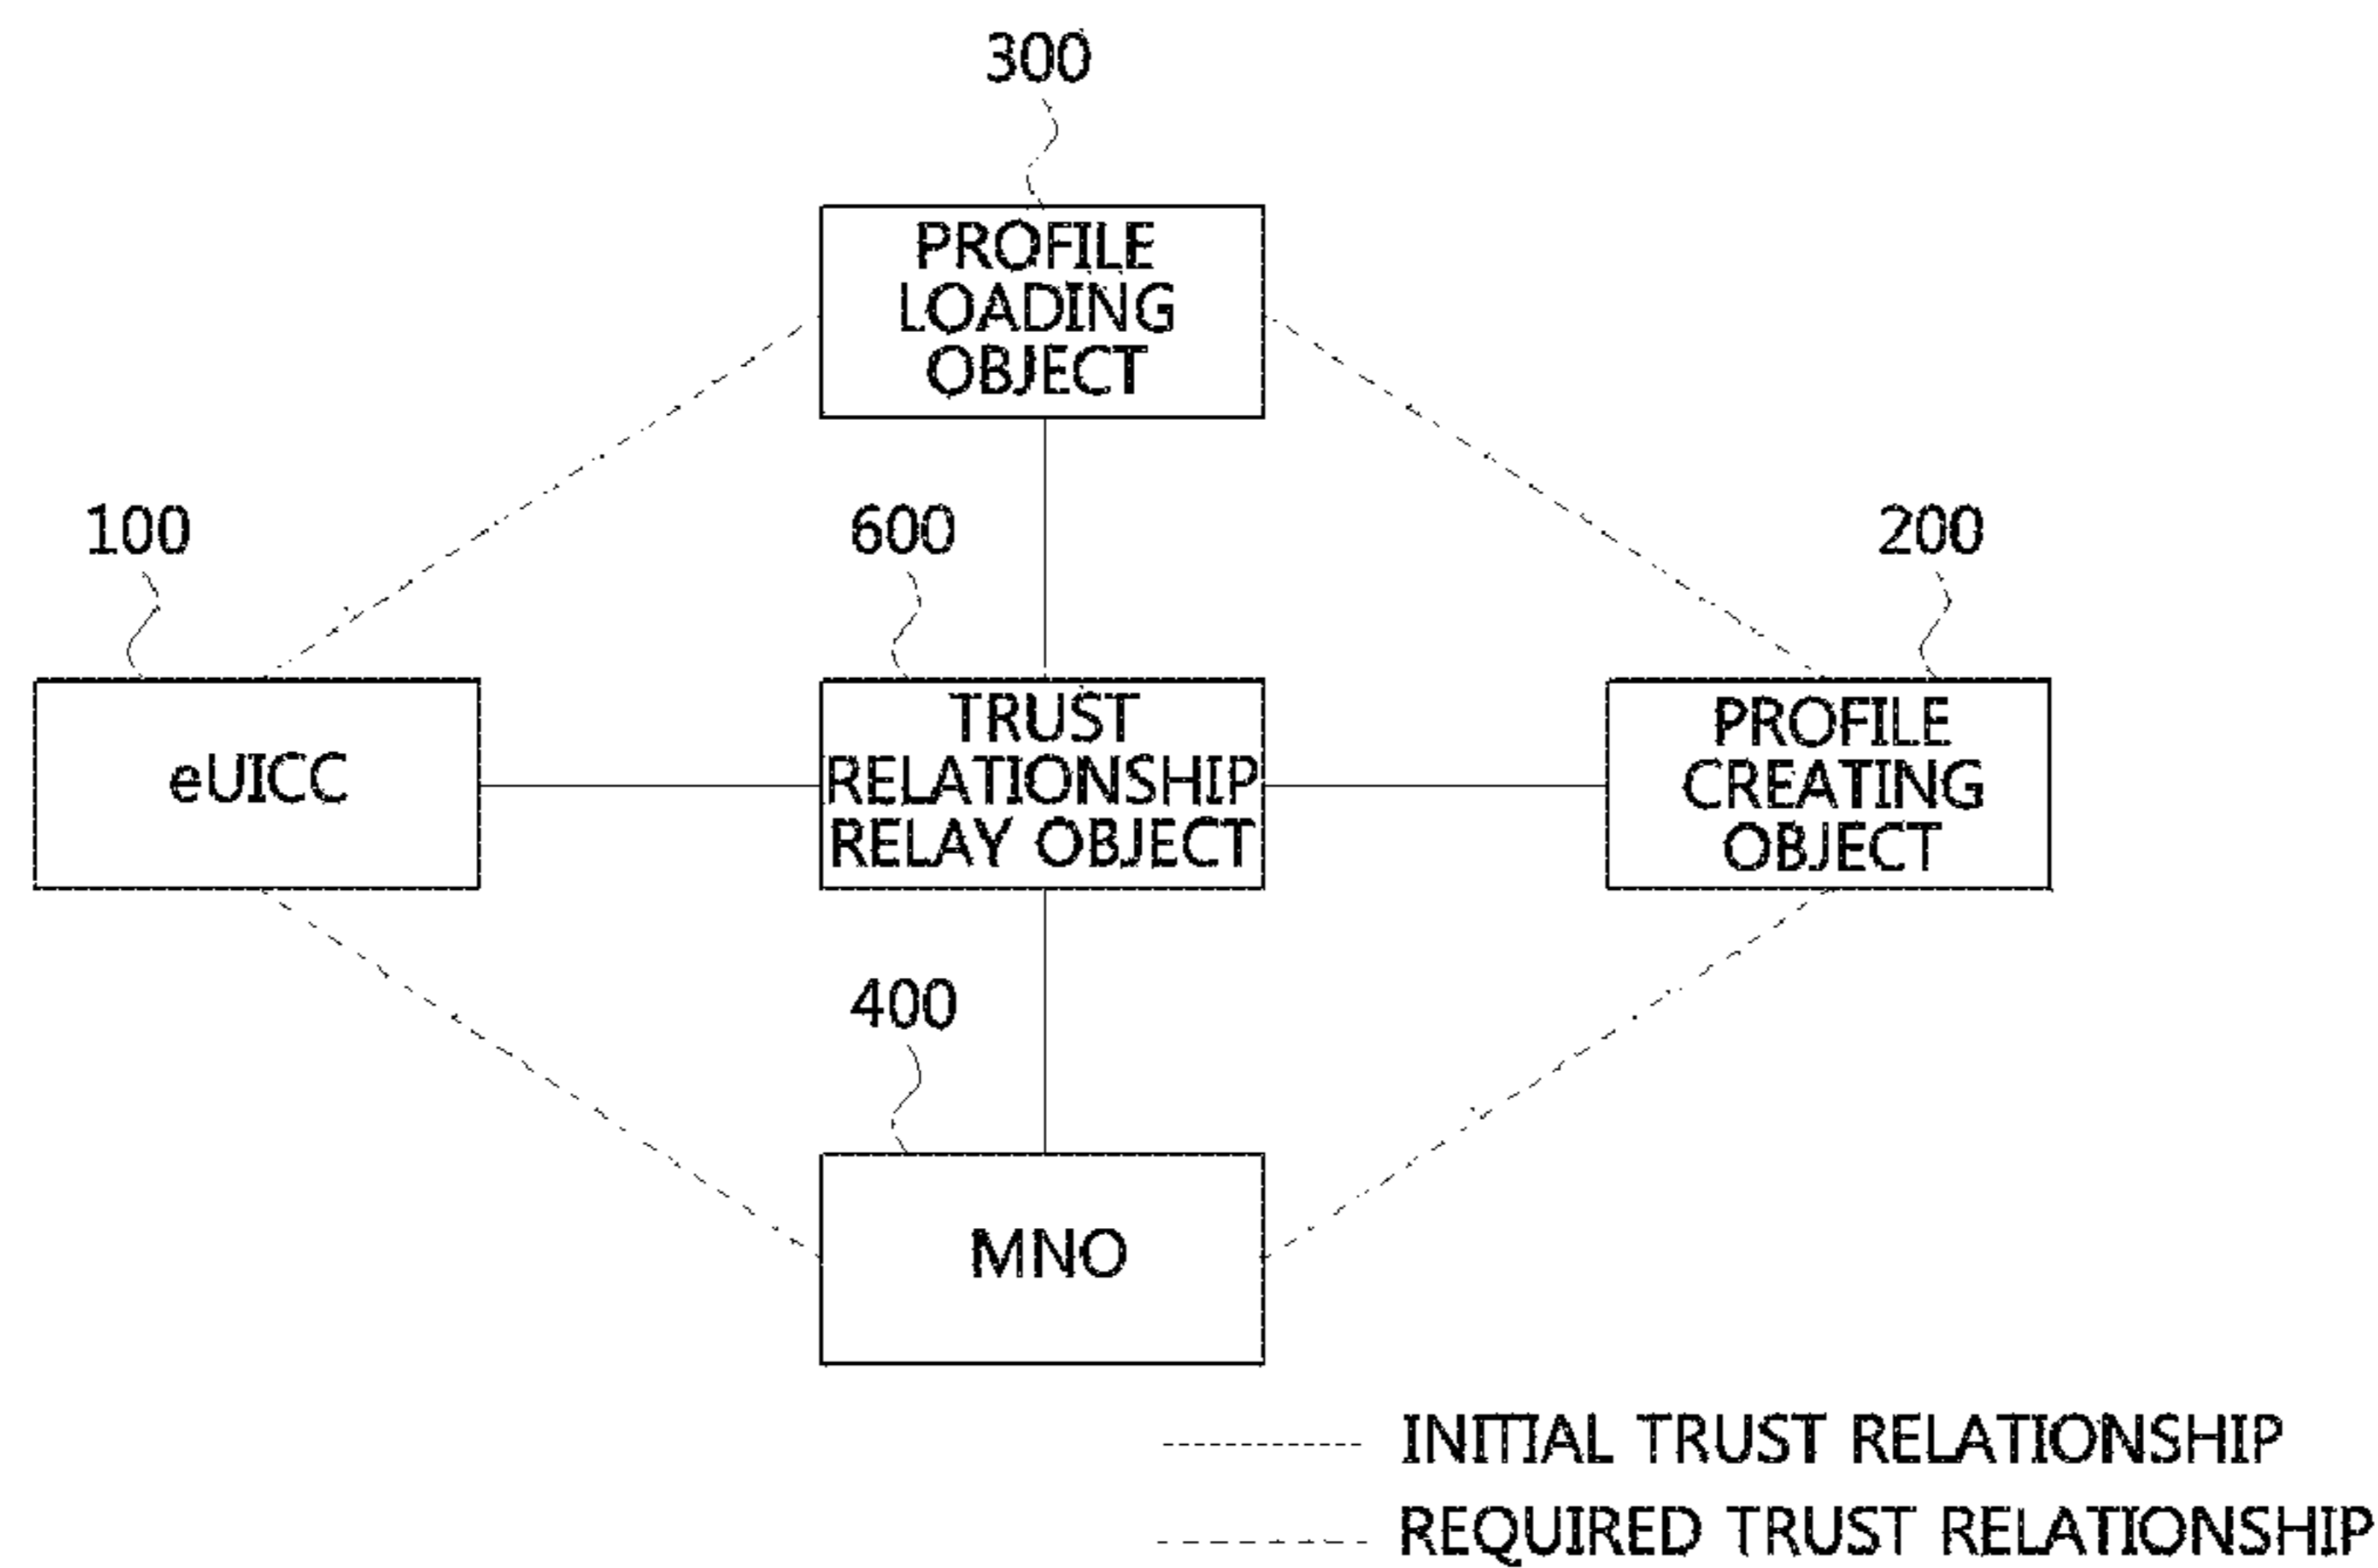 300
PROFILE
LOADING
OBJECT
100
600
200
eUICC
TRUST
RELATIONSHIP
RELAY OBJECT
PROFILE
CREATING
OBJECT
400
MNO
INITIAL TRUST RELATIONSHIP
REQUIRED TRUST RELATIONSHIP